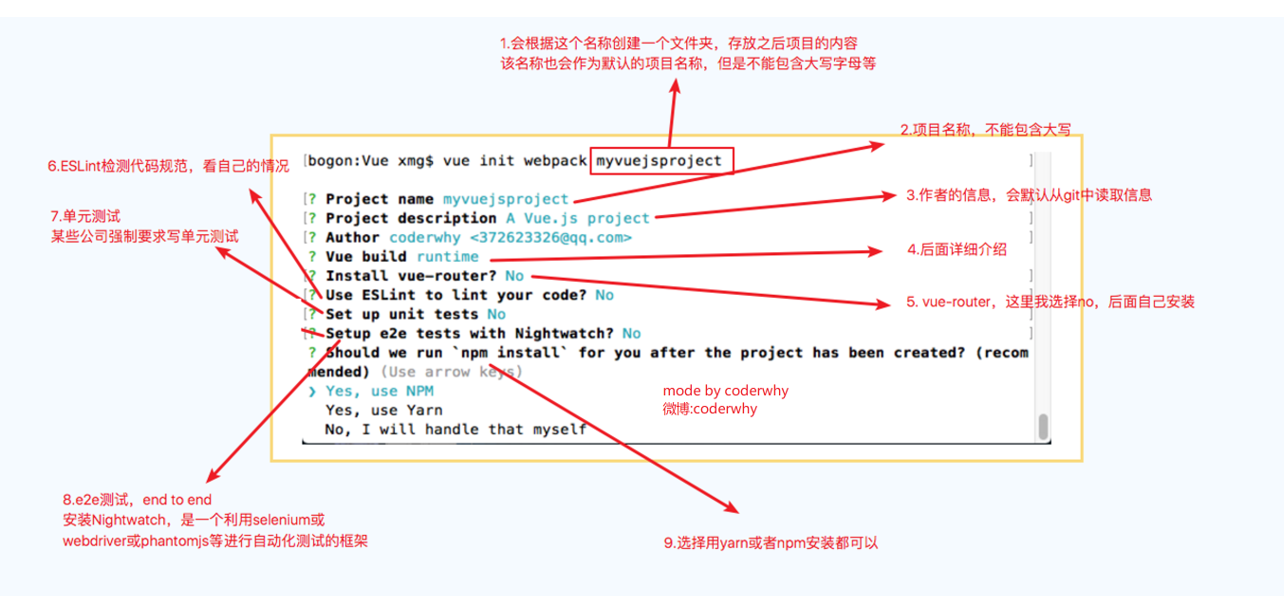 1.会根据这个名称创建一个文件夹，存放之后项目的内容
该名称也会作为默认的项目名称，但是不能包含大写字母等
2.项目名称，不能包含大写
6.ESLint检测代码规范，看自己的情况
[bogon:Vue xmg$ vue init webpack myvuejsproject ]
[? Project name myvuejsproject
3.作者的信息，会默认从git中读取信息
7.单元测试
某些公司强制要求写单元测试
[? Project description A Vue.js project ]
[? Author coderwhy <372623326@qq.com> ]
4.后面详细介绍
? Vue build runtime
[? Install vue-router? No ]
[? Use ESLint to lint your code? No ]
5. vue-router，这里我选择no，后面自己安装
[? Set up unit tests No ]
[? Setup e2e tests with Nightwatch? No ]
? Should we run `npm install` for you after the project has been created? (recom
mended) (Use arrow keys)
❯ Yes, use NPM
Yes, use Yarn
No, I will handle that myself
mode by coderwhy
微博:coderwhy
8.e2e测试，end to end
安装Nightwatch，是一个利用selenium或
webdriver或phantomjs等进行自动化测试的框架
9.选择用yarn或者npm安装都可以